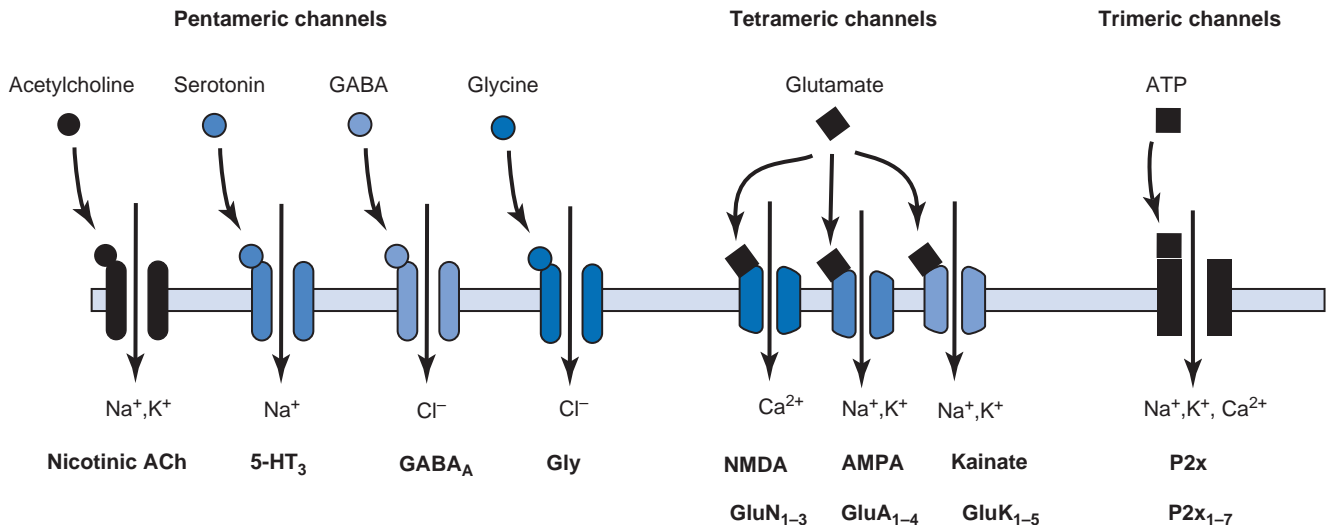 Pentameric channels Tetrameric channels Trimeric channels
Acetylcholine Serotonin GABA Glycine Glutamate ATP
Na⁺,K⁺ Na⁺ Cl⁻ Cl⁻ Ca²⁺ Na⁺,K⁺ Na⁺,K⁺ Na⁺,K⁺, Ca²⁺
Nicotinic ACh 5-HT₃ GABA_A Gly NMDA AMPA Kainate P2x
GluN₁₋₃ GluA₁₋₄ GluK₁₋₅ P2x₁₋₇